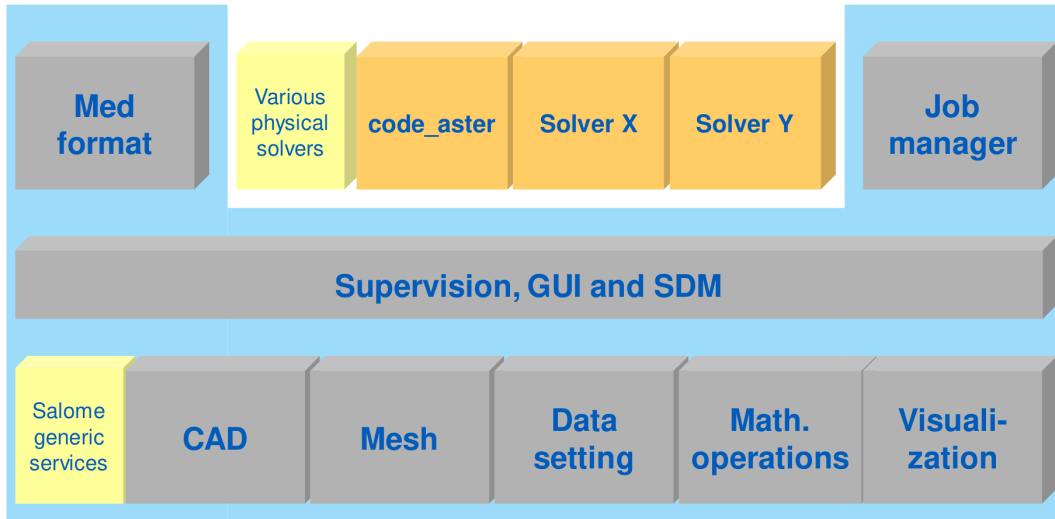 Med
format
Various
physical
solvers
code_aster
Solver X
Solver Y
Job
manager
Supervision, GUI and SDM
Salome
generic
services
CAD
Mesh
Data
setting
Math.
operations
Visuali-
zation